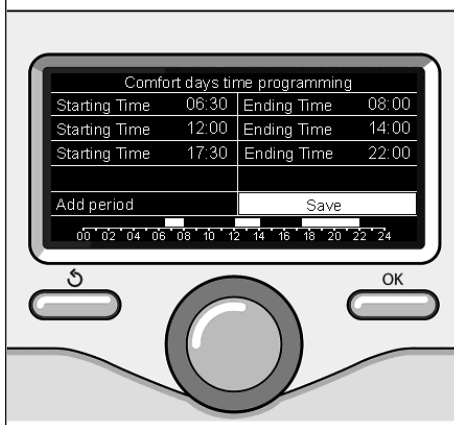 Comfort days time programming
Starting Time 06:30 Ending Time 08:00
Starting Time 12:00 Ending Time 14:00
Starting Time 17:30 Ending Time 22:00
Add period Save
00 02 04 06 08 10 12 14 16 18 20 22 24
OK